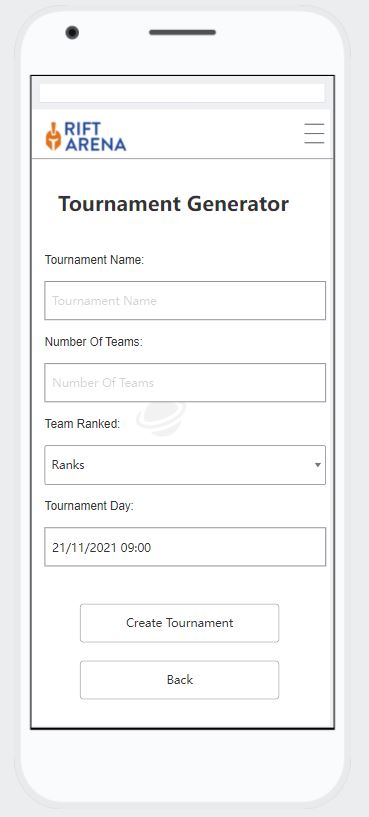 RIFT
ARENA
Tournament Generator
Tournament Name:
Tournament Name
Number Of Teams:
Number Of Teams
Team Ranked:
Ranks
Tournament Day:
21/11/2021 09:00
Create Tournament
Back